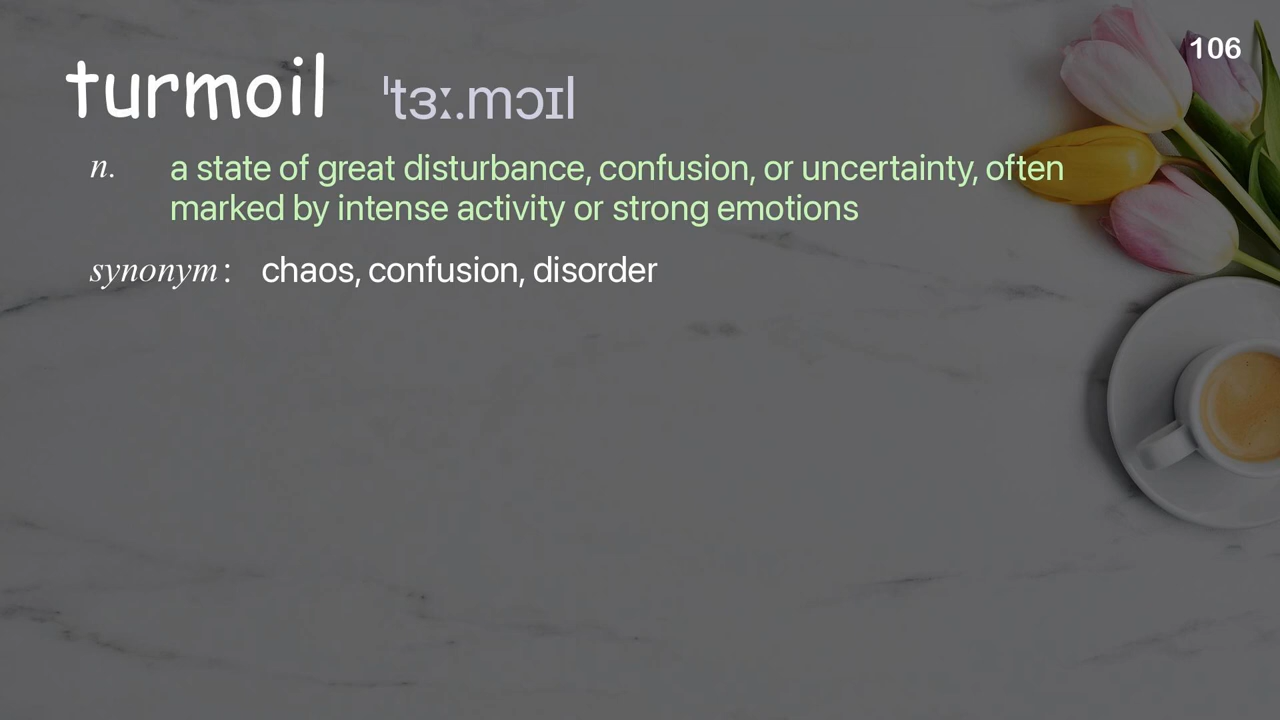 106
turmoil ˈtɜː.mɔɪl
n. a state of great disturbance, confusion, or uncertainty, often
marked by intense activity or strong emotions
synonym: chaos, confusion, disorder